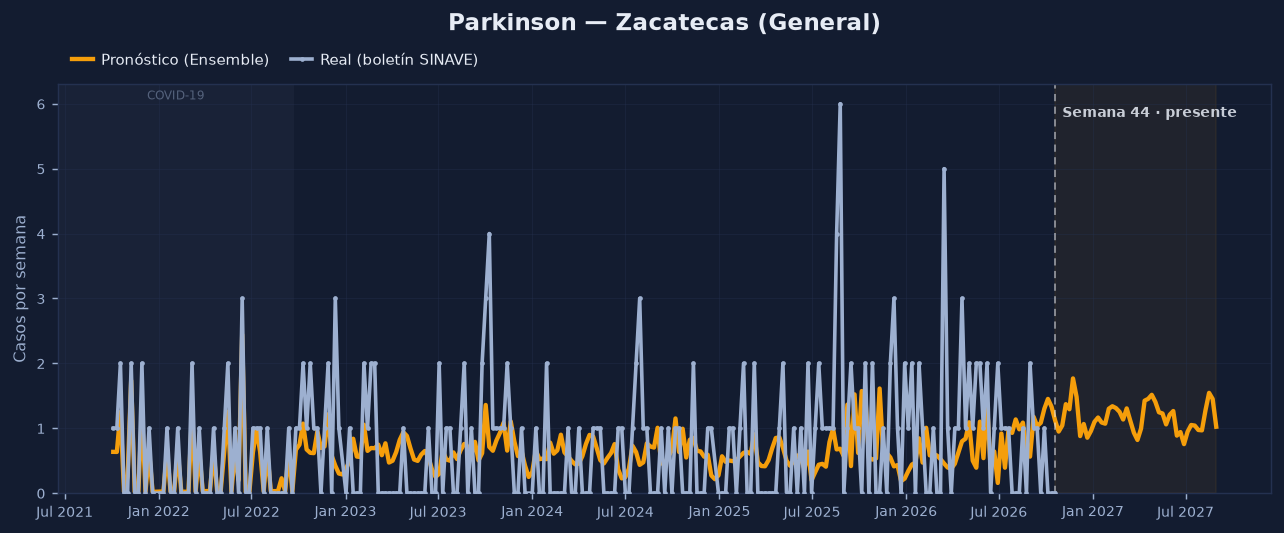 Parkinson — Zacatecas (General)
Pronóstico (Ensemble)
Real (boletín SINAVE)
COVID-19
Semana 44 · presente
Casos por semana
6
5
4
3
2
1
0
Jul 2021
Jan 2022
Jul 2022
Jan 2023
Jul 2023
Jan 2024
Jul 2024
Jan 2025
Jul 2025
Jan 2026
Jul 2026
Jan 2027
Jul 2027